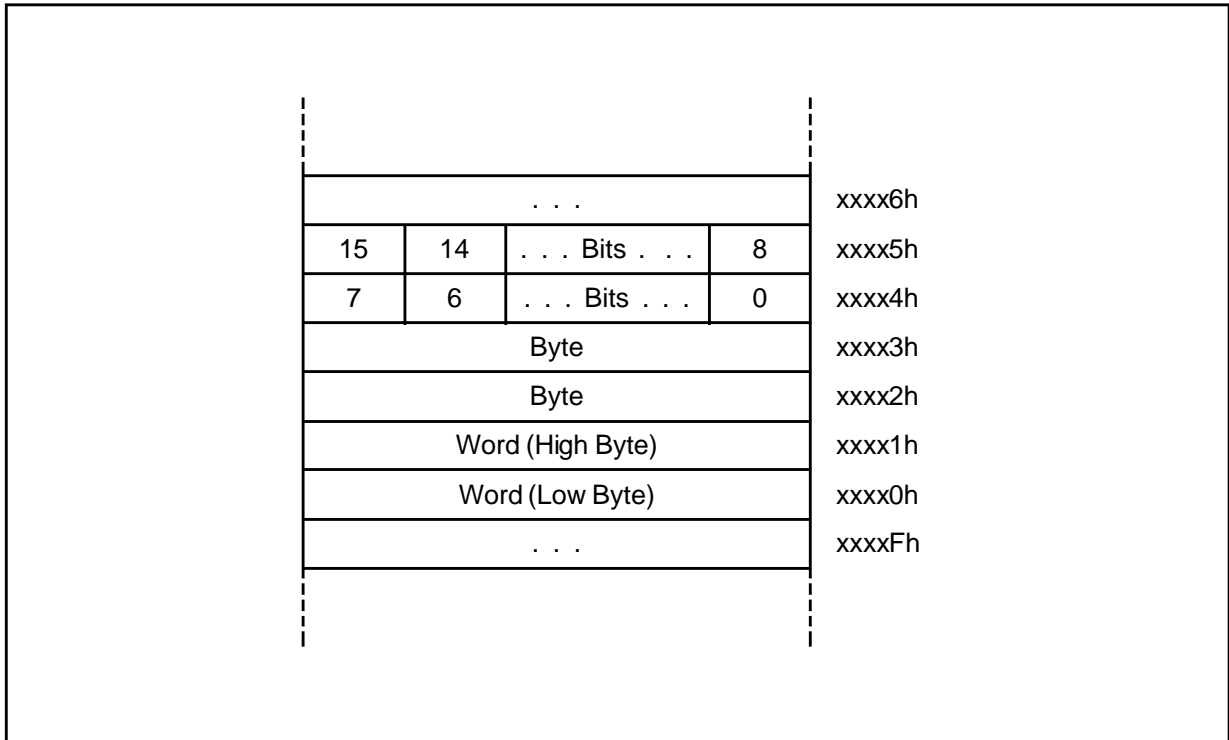 . . . xxxx6h
15 14 . . . Bits . . . 8 xxxx5h
7 6 . . . Bits . . . 0 xxxx4h
Byte xxxx3h
Byte xxxx2h
Word (High Byte) xxxx1h
Word (Low Byte) xxxx0h
. . . xxxxFh